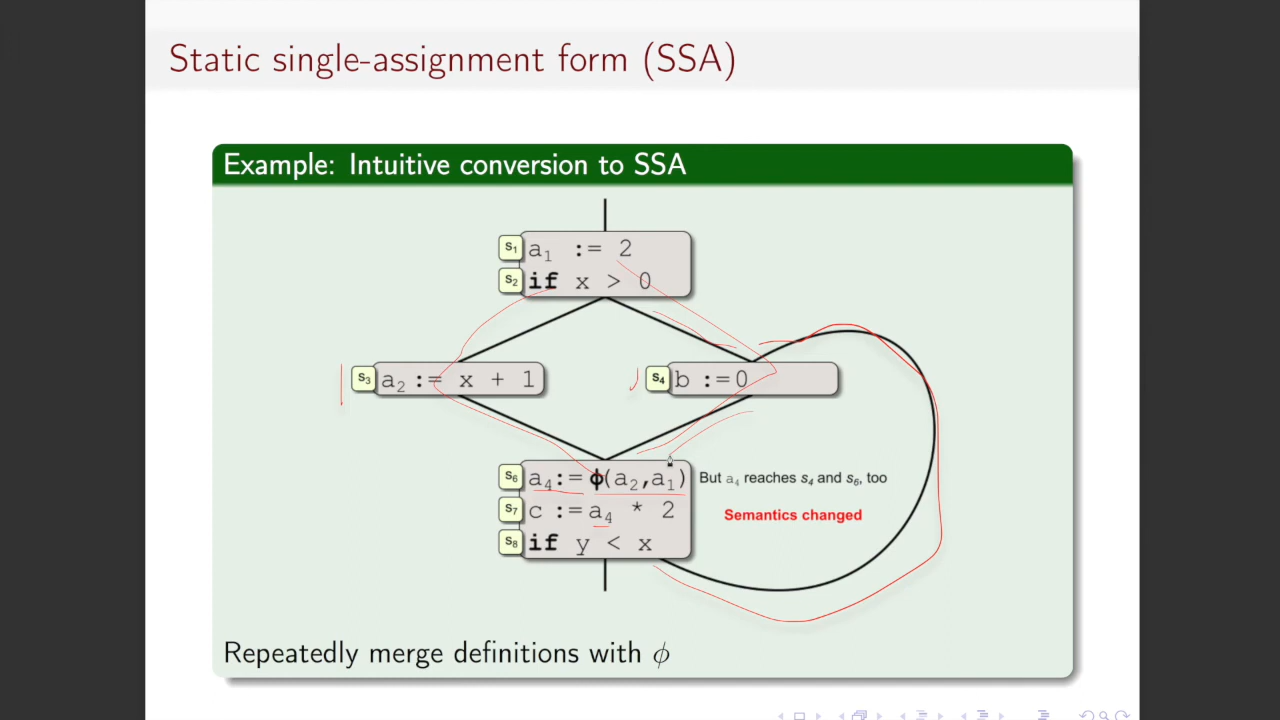 Static single-assignment form (SSA)
Example: Intuitive conversion to SSA
s₁ a₁ := 2
s₂ if x > 0
s₃ a₂ := x + 1
s₄ b :=0
s₆ a₄:= ϕ(a₂,a₁)
But a₄ reaches s₄ and s₆, too
s₇ c := a₄ * 2
Semantics changed
s₈ if y < x
Repeatedly merge definitions with ϕ